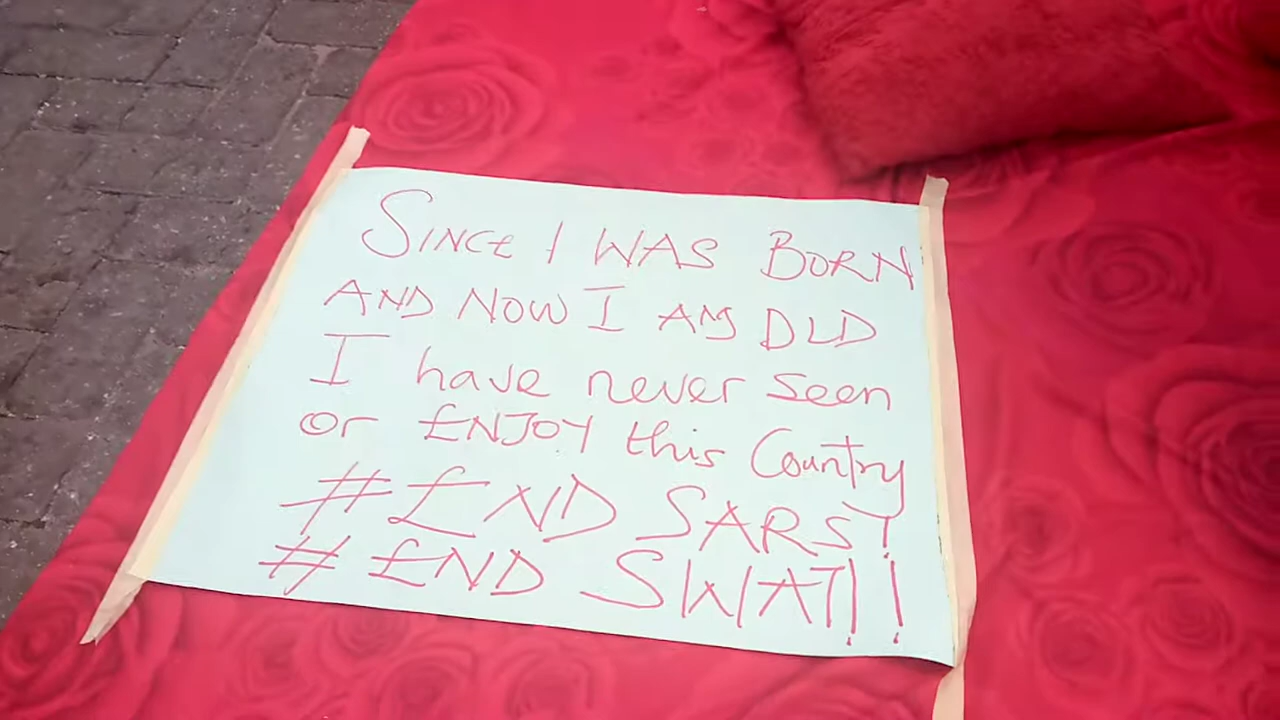 SINCE I WAS BORN
AND NOW I AM OLD
I have never seen
or ENJOY this Country
# END SARS!
# END SWAT!!